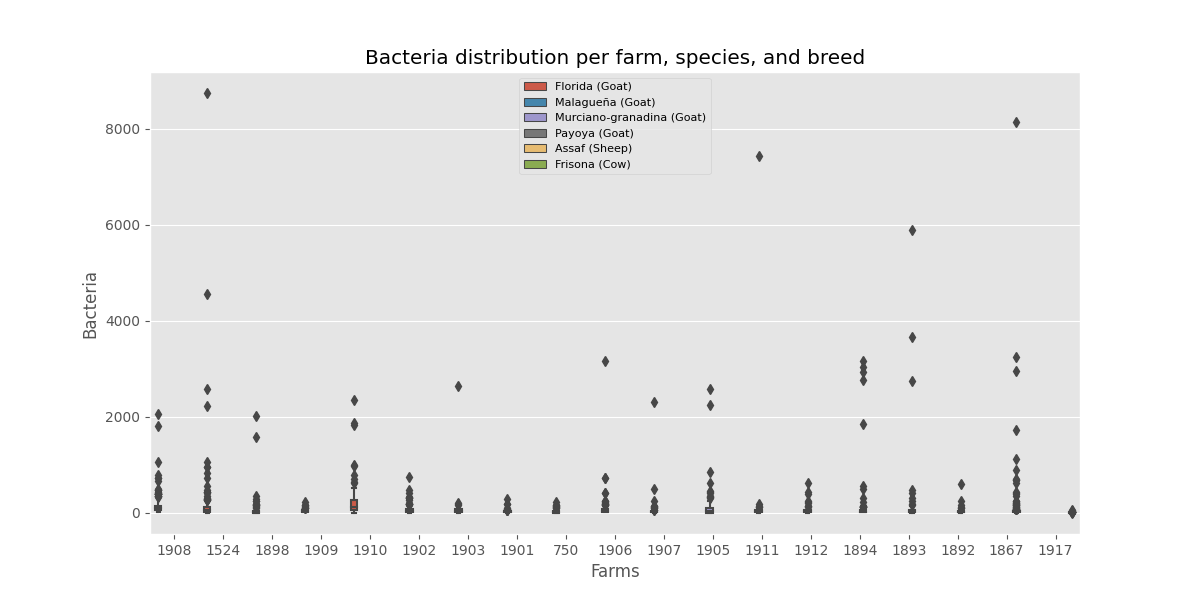 Bacteria distribution per farm, species, and breed
Florida (Goat)
Malagueña (Goat)
Murciano-granadina (Goat)
Payoya (Goat)
Assaf (Sheep)
Frisona (Cow)
8000
6000
4000
2000
0
Bacteria
1908 1524 1898 1909 1910 1902 1903 1901 750 1906 1907 1905 1911 1912 1894 1893 1892 1867 1917
Farms